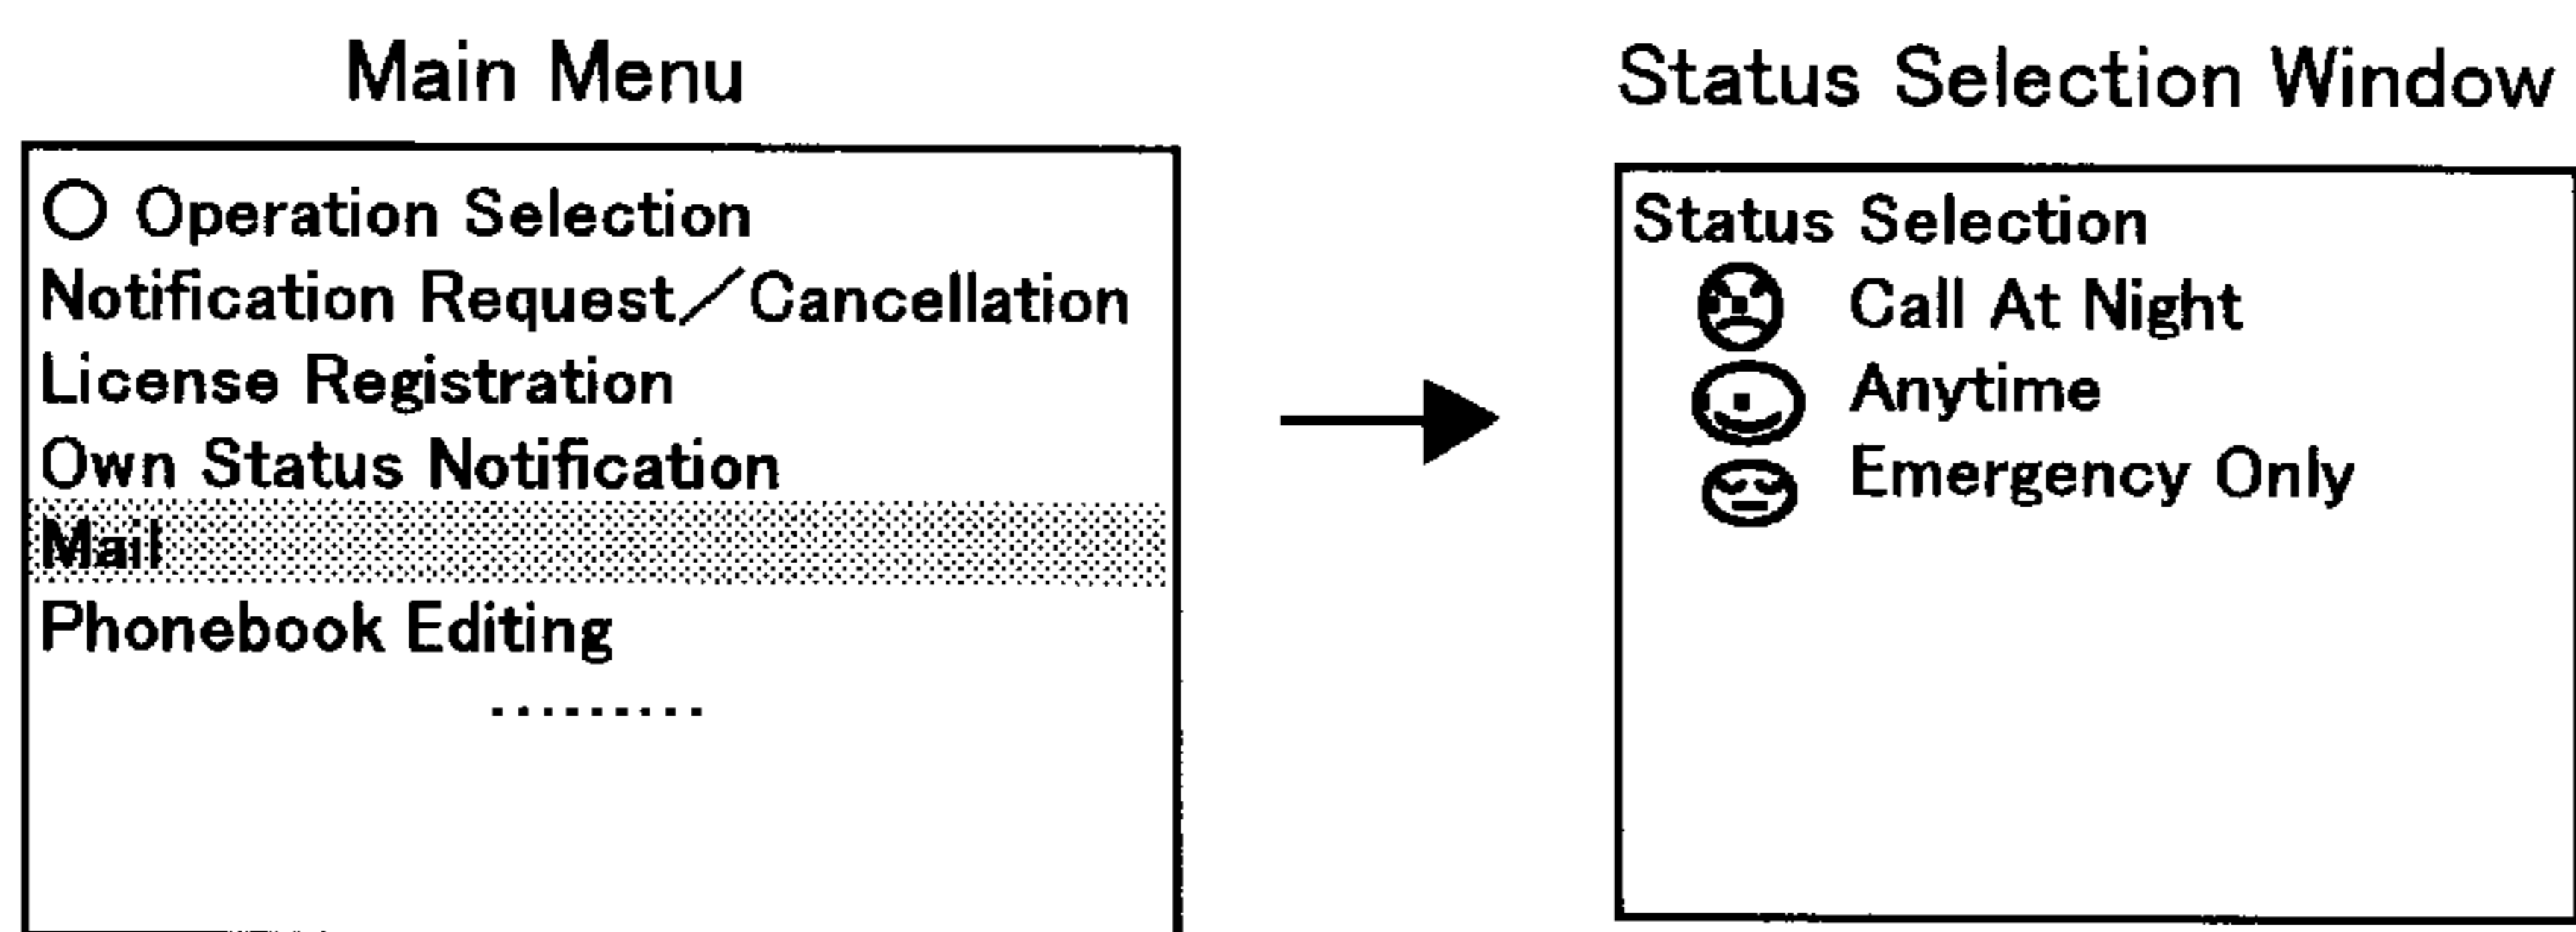 Main Menu
○ Operation Selection
Notification Request／Cancellation
License Registration
Own Status Notification
Mail
Phonebook Editing
.........
Status Selection Window
Status Selection
Call At Night
Anytime
Emergency Only